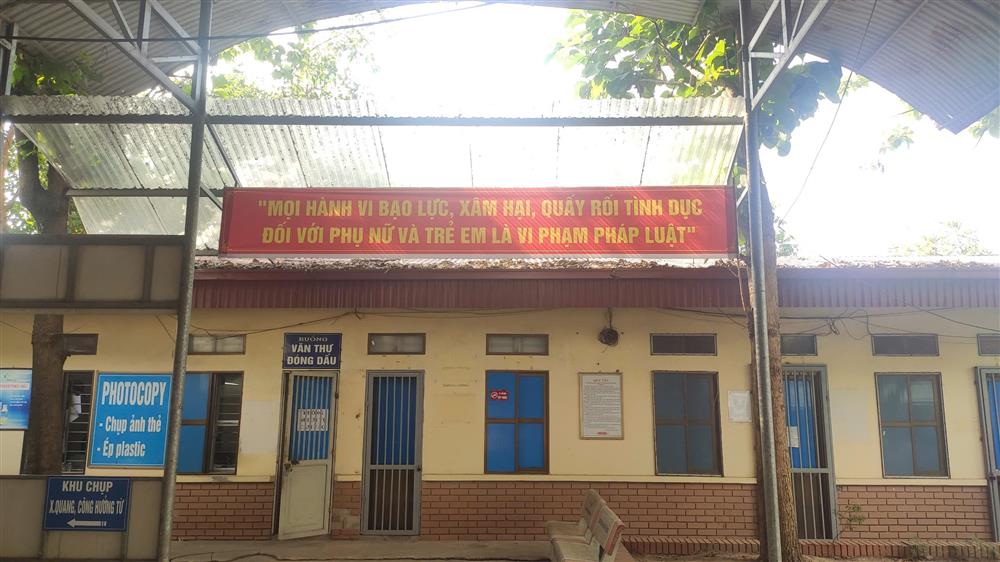 "MỌI HÀNH VI BẠO LỰC, XÂM HẠI, QUẤY RỐI TÌNH DỤC
ĐỐI VỚI PHỤ NỮ VÀ TRẺ EM LÀ VI PHẠM PHÁP LUẬT"
BUỒNG
VĂN THƯ
ĐÓNG DẤU
PHOTOCOPY
- Chụp ảnh thẻ
- Ép plastic
KHU CHỤP
X.QUANG, CỘNG HƯỞNG TỪ